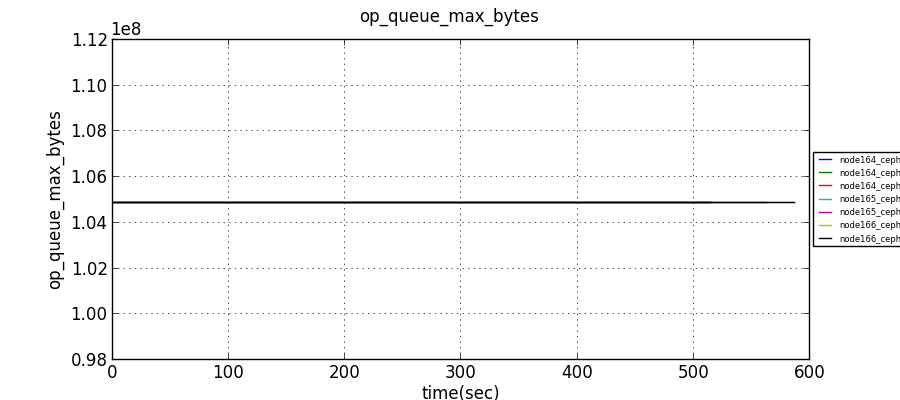 op_queue_max_bytes
1e8
1.12
1.10
1.08
1.06
1.04
1.02
1.00
0.98
op_queue_max_bytes
0 100 200 300 400 500 600
time(sec)
node164_ceph
node164_ceph
node164_ceph
node165_ceph
node165_ceph
node166_ceph
node166_ceph